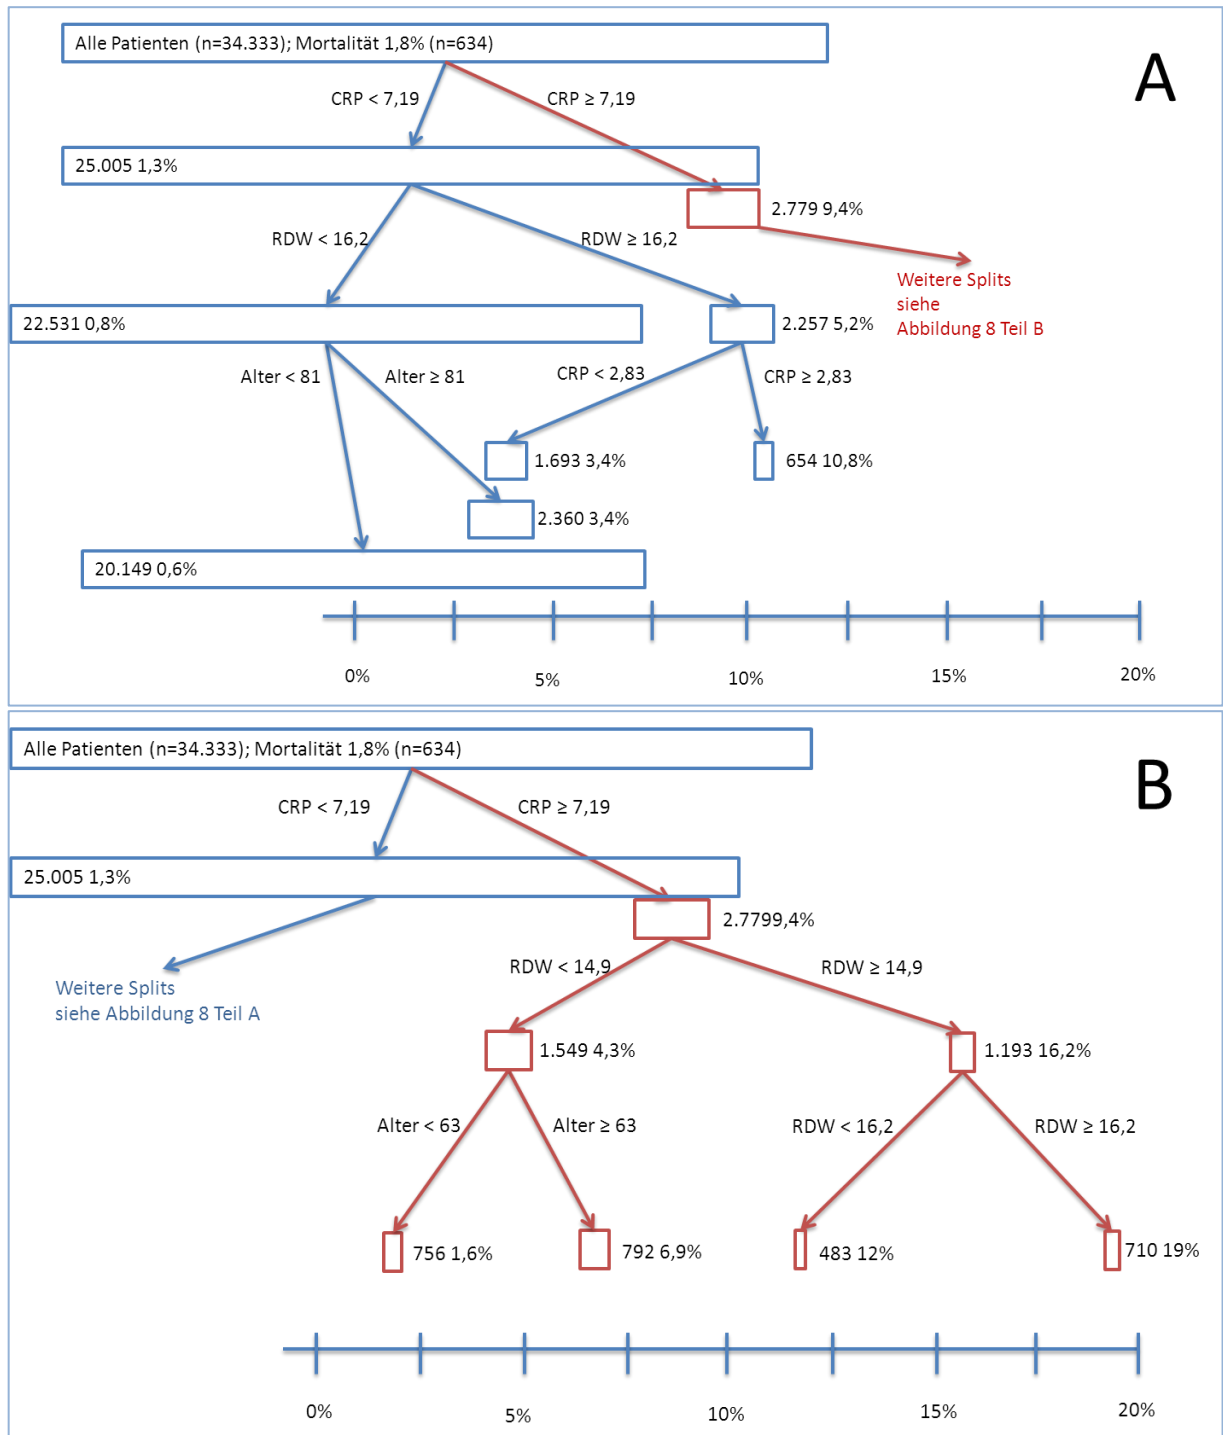 Alle Patienten (n=34.333); Mortalität 1,8% (n=634)
A
CRP < 7,19
CRP ≥ 7,19
25.005 1,3%
2.779 9,4%
RDW < 16,2
RDW ≥ 16,2
Weitere Splits
siehe
Abbildung 8 Teil B
22.531 0,8%
2.257 5,2%
Alter < 81
Alter ≥ 81
CRP < 2,83
CRP ≥ 2,83
1.693 3,4%
654 10,8%
2.360 3,4%
20.149 0,6%
0%
5%
10%
15%
20%
Alle Patienten (n=34.333); Mortalität 1,8% (n=634)
B
CRP < 7,19
CRP ≥ 7,19
25.005 1,3%
2.7799,4%
RDW < 14,9
RDW ≥ 14,9
Weitere Splits
siehe Abbildung 8 Teil A
1.549 4,3%
1.193 16,2%
Alter < 63
Alter ≥ 63
RDW < 16,2
RDW ≥ 16,2
756 1,6%
792 6,9%
483 12%
710 19%
0%
5%
10%
15%
20%